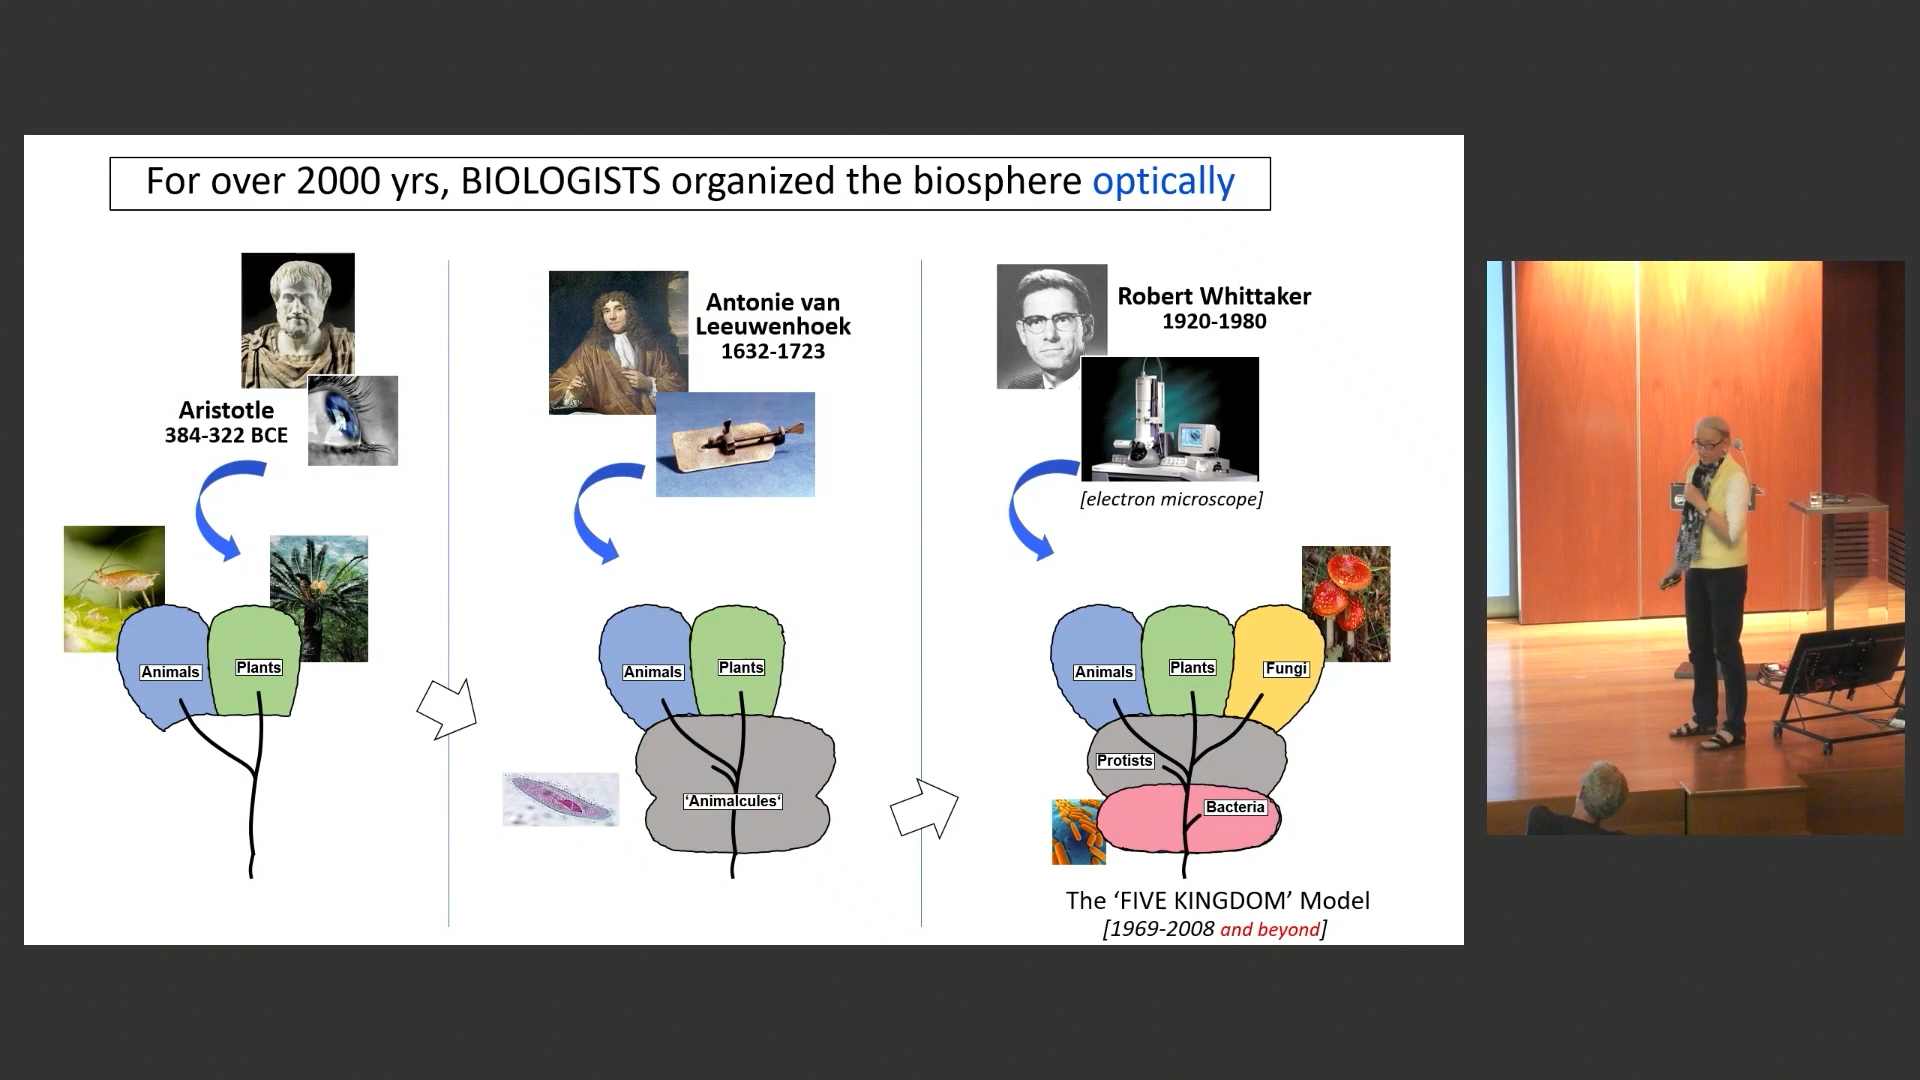 For over 2000 yrs, BIOLOGISTS organized the biosphere optically
Aristotle
384-322 BCE
Animals
Plants
Antonie van
Leeuwenhoek
1632-1723
Animals
Plants
‘Animalcules‘
Robert Whittaker
1920-1980
[electron microscope]
Animals
Plants
Fungi
Protists
Bacteria
The ‘FIVE KINGDOM’ Model
[1969-2008 and beyond]